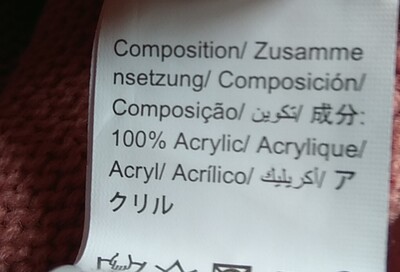 Composition/ Zusamme
nsetzung/ Composición/
Composição/ تكوين/ 成分:
100% Acrylic/ Acrylique/
Acryl/ Acrílico/ أكريليك/ ア
クリル